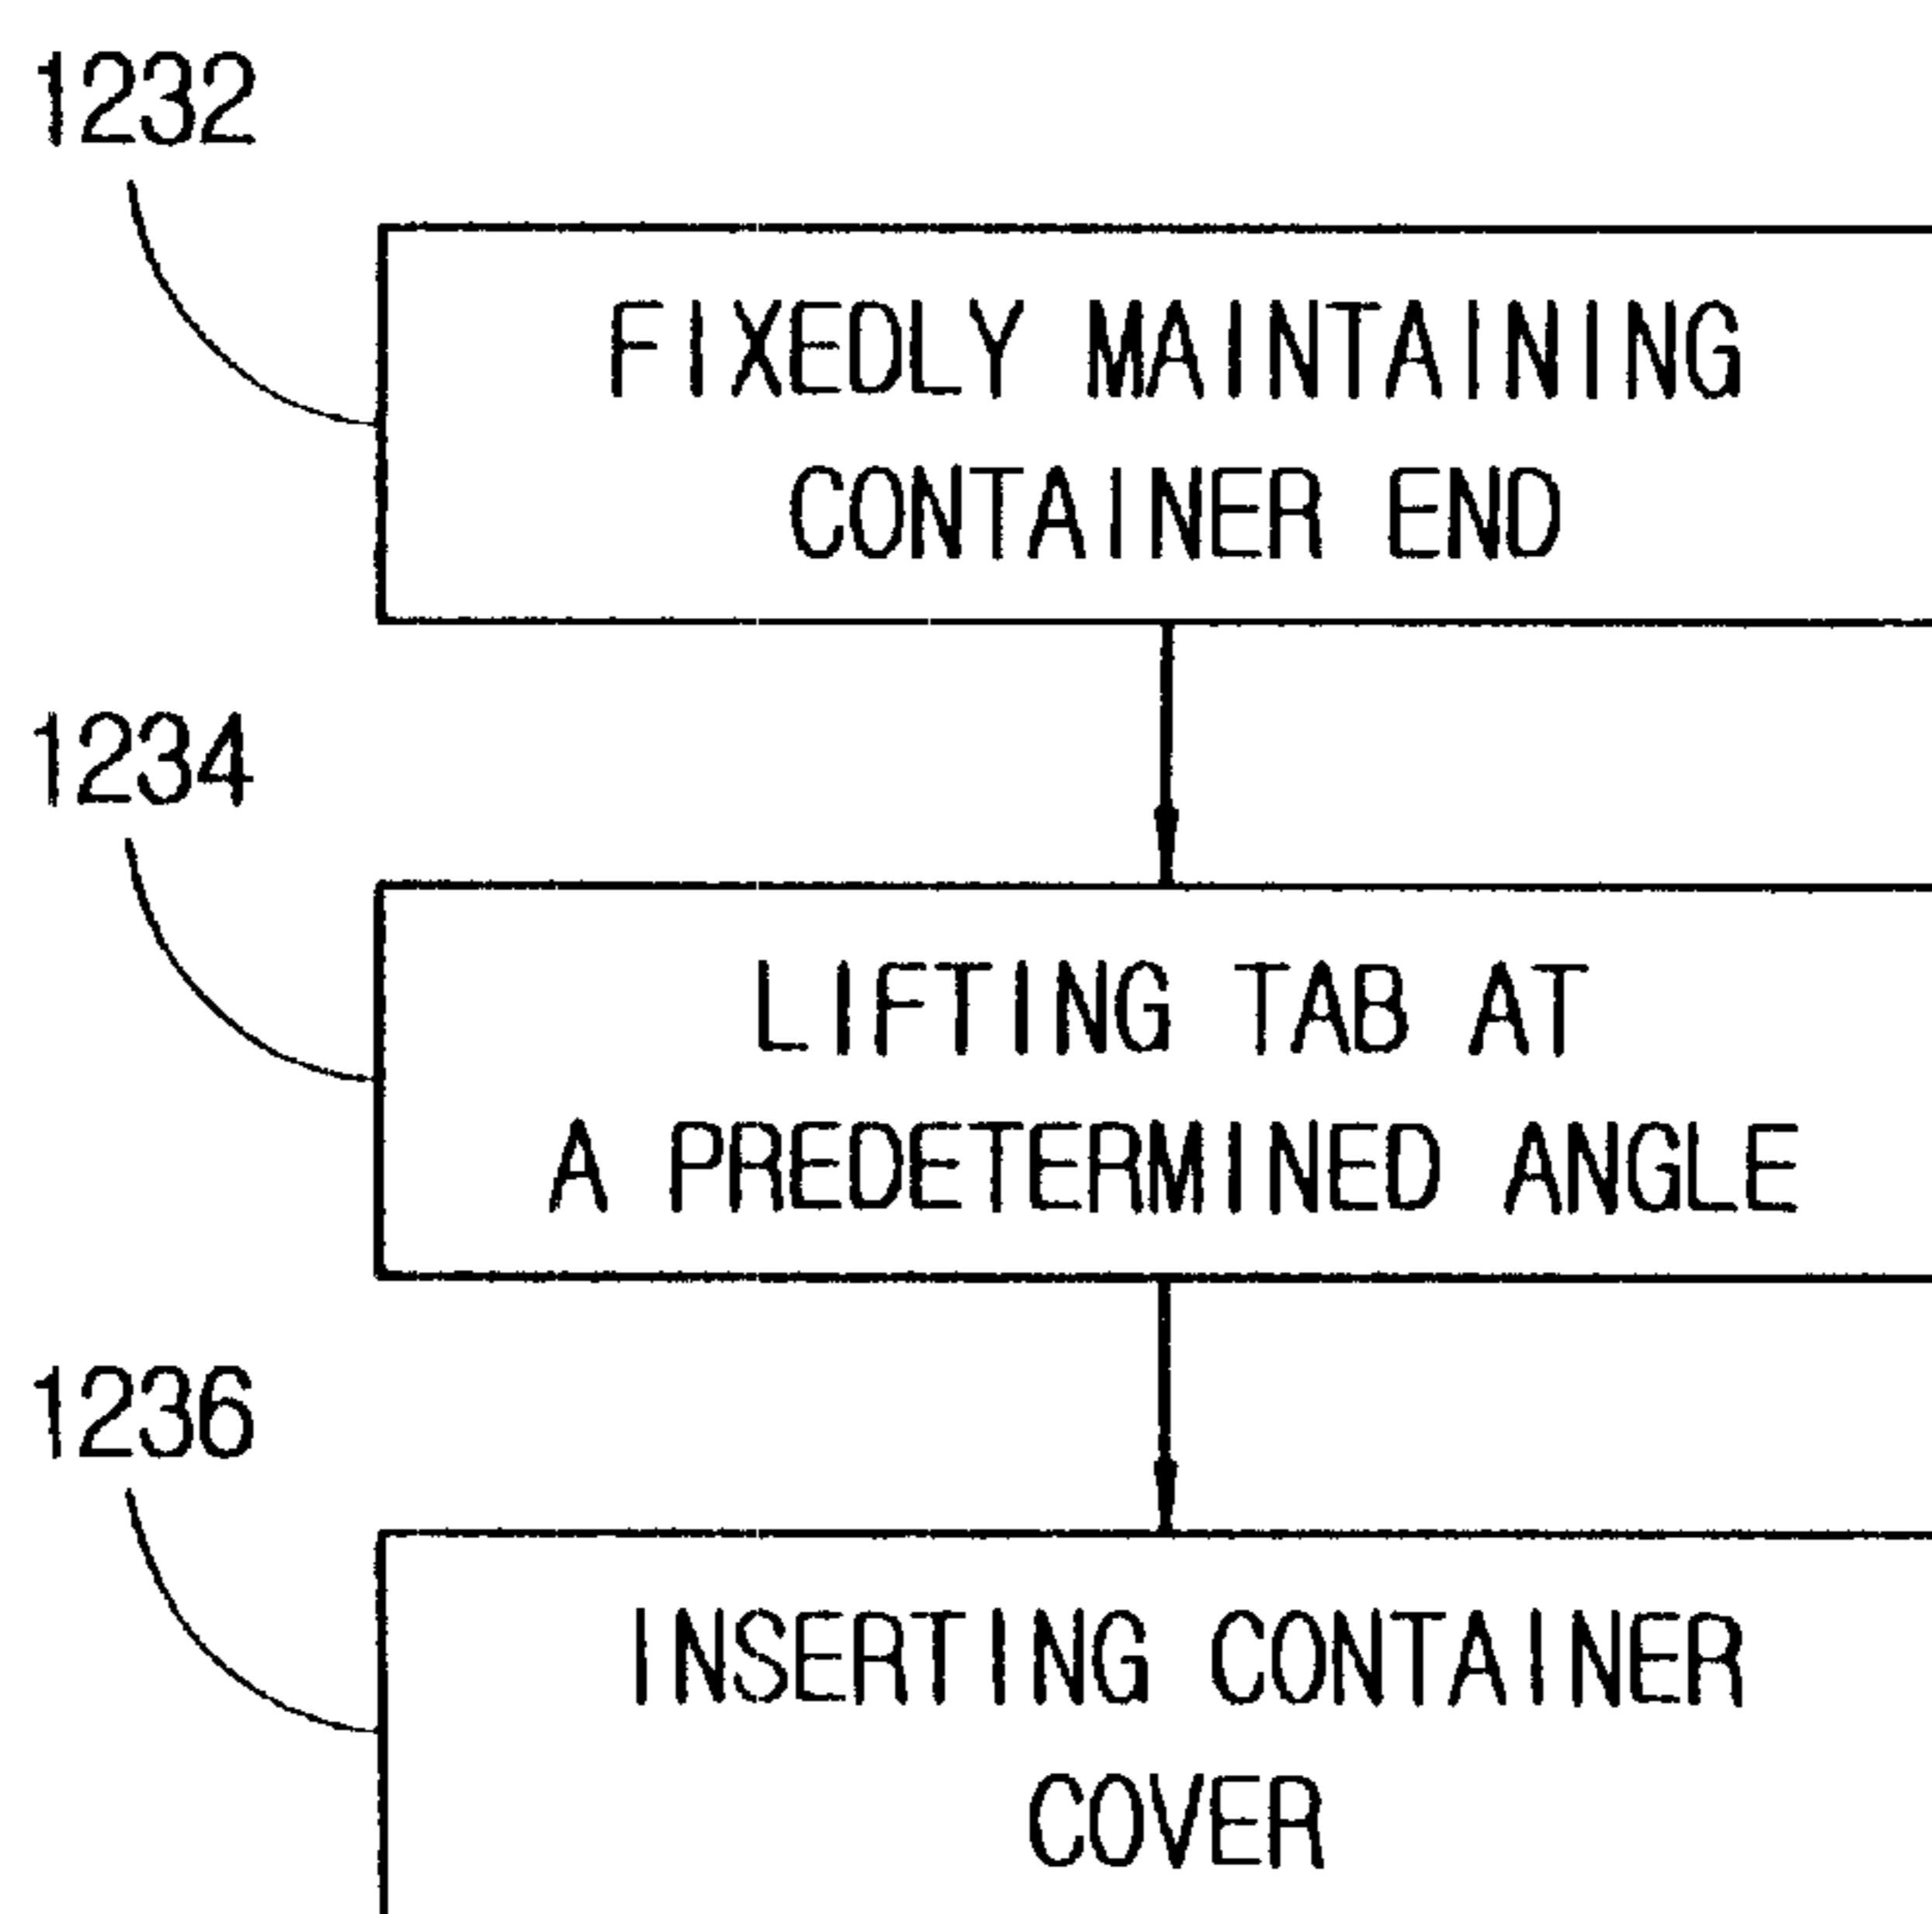 1232
FIXEDLY MAINTAINING
CONTAINER END
1234
LIFTING TAB AT
A PREDETERMINED ANGLE
1236
INSERTING CONTAINER
COVER